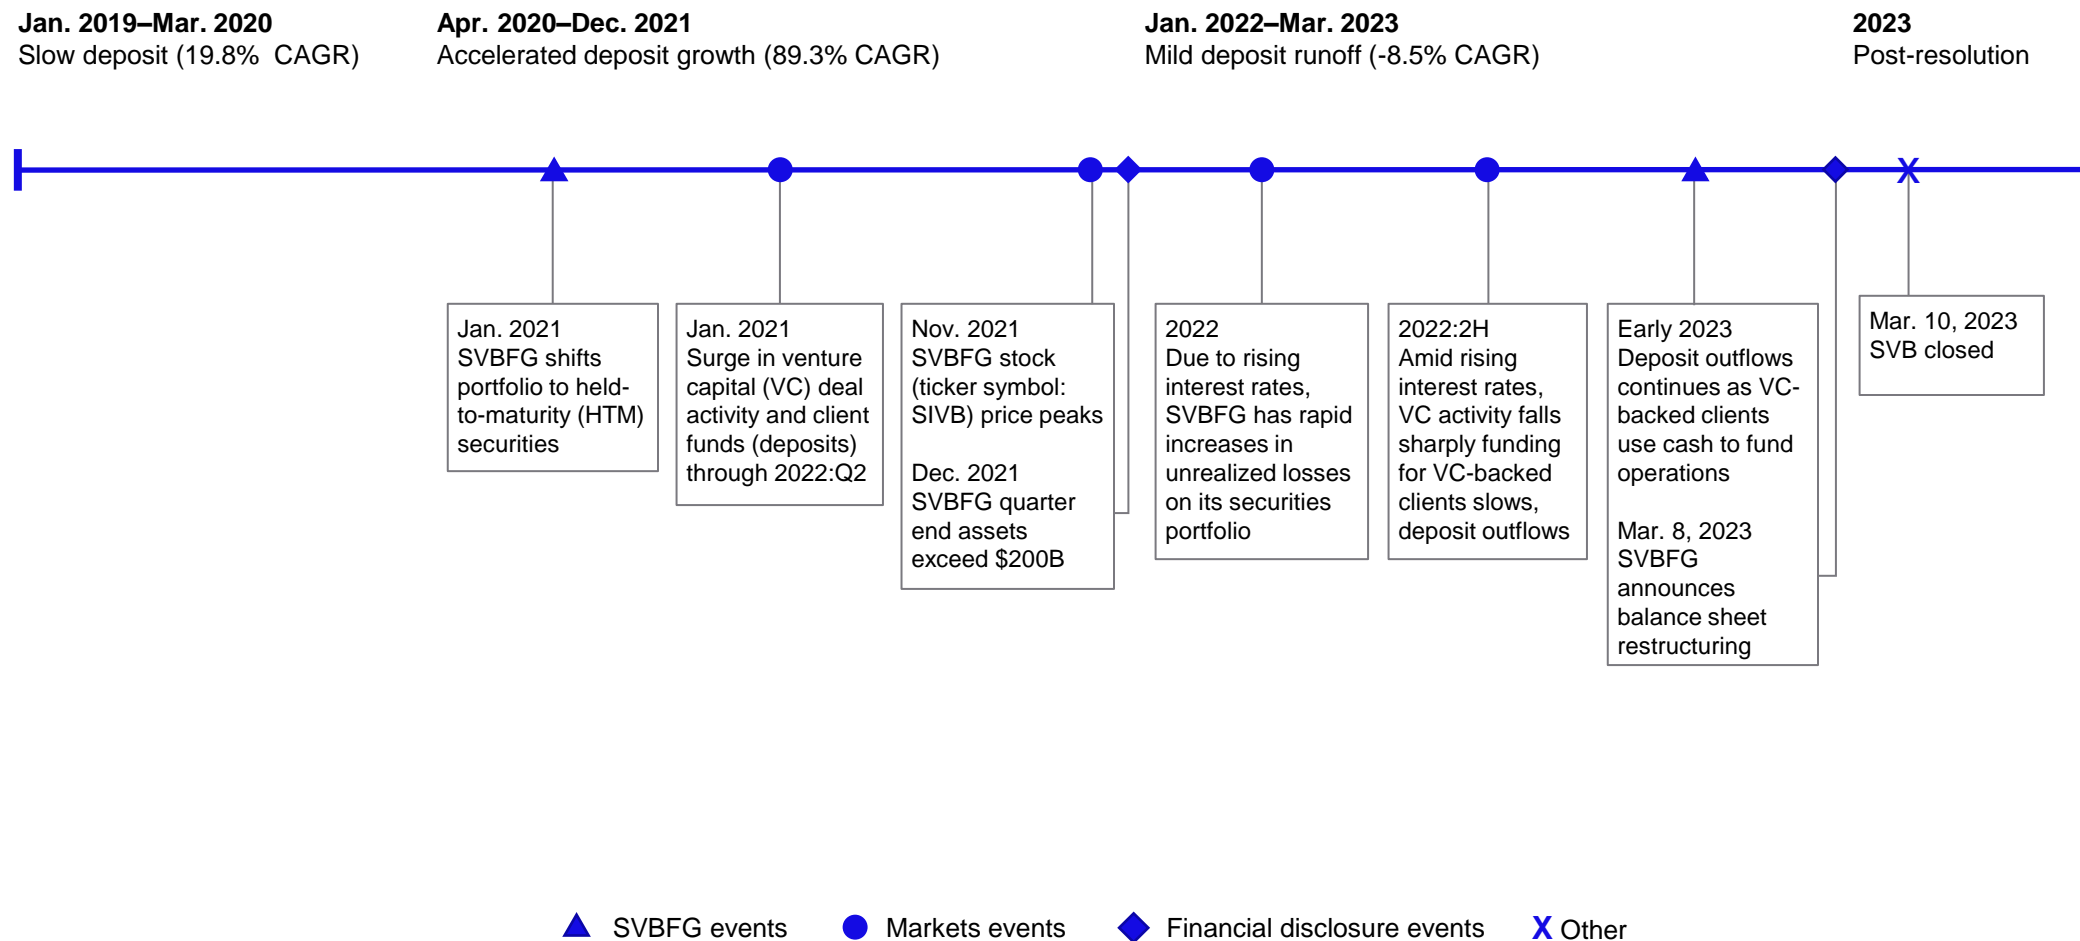 Jan. 2019–Mar. 2020
Slow deposit (19.8%  CAGR)
Apr. 2020–Dec. 2021
Accelerated deposit growth (89.3% CAGR)
Jan. 2022–Mar. 2023
Mild deposit runoff (-8.5% CAGR)
2023
Post-resolution
X
Jan. 2021
SVBFG shifts
portfolio to held-
to-maturity (HTM)
securities
Jan. 2021
Surge in venture
capital (VC) deal
activity and client
funds (deposits)
through 2022:Q2
Nov. 2021
SVBFG stock
(ticker symbol:
SIVB) price peaks
Dec. 2021
SVBFG quarter
end assets
exceed $200B
2022
Due to rising
interest rates,
SVBFG has rapid
increases in
unrealized losses
on its securities
portfolio
2022:2H
Amid rising
interest rates,
VC activity falls
sharply funding
for VC-backed
clients slows,
deposit outflows
Early 2023
Deposit outflows
continues as VC-
backed clients
use cash to fund
operations
Mar. 8, 2023
SVBFG
announces
balance sheet
restructuring
Mar. 10, 2023
SVB closed
SVBFG events
Markets events
Financial disclosure events
X Other